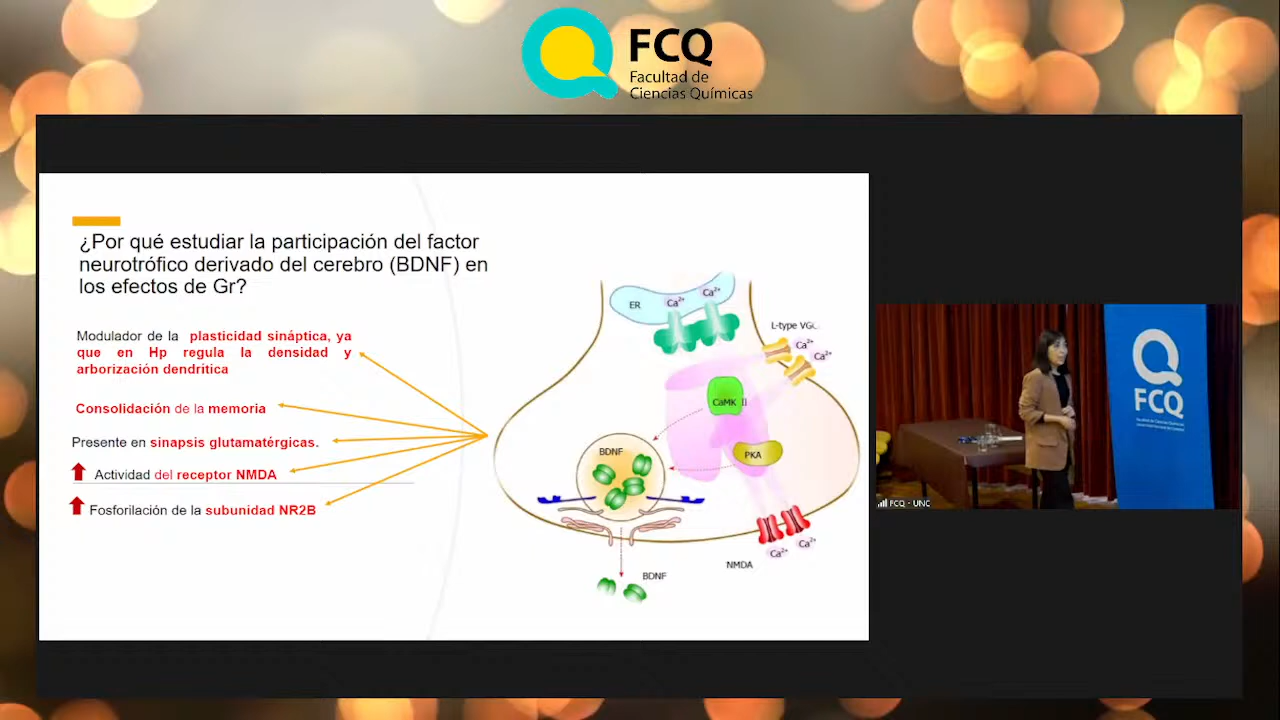 FCQ
Facultad de
Ciencias Químicas
¿Por qué estudiar la participación del factor
neurotrófico derivado del cerebro (BDNF) en
los efectos de Gr?
Modulador de la plasticidad sináptica, ya
que en Hp regula la densidad y
arborización dendritica
Consolidación de la memoria
Presente en sinapsis glutamatérgicas.
Actividad del receptor NMDA
Fosforilación de la subunidad NR2B
ER
Ca²⁺
Ca²⁺
L-type VGC
Ca²⁺
Ca²⁺
CaMK II
BDNF
PKA
NMDA
Ca²⁺
Ca²⁺
BDNF
FCQ
FCQ - UNC